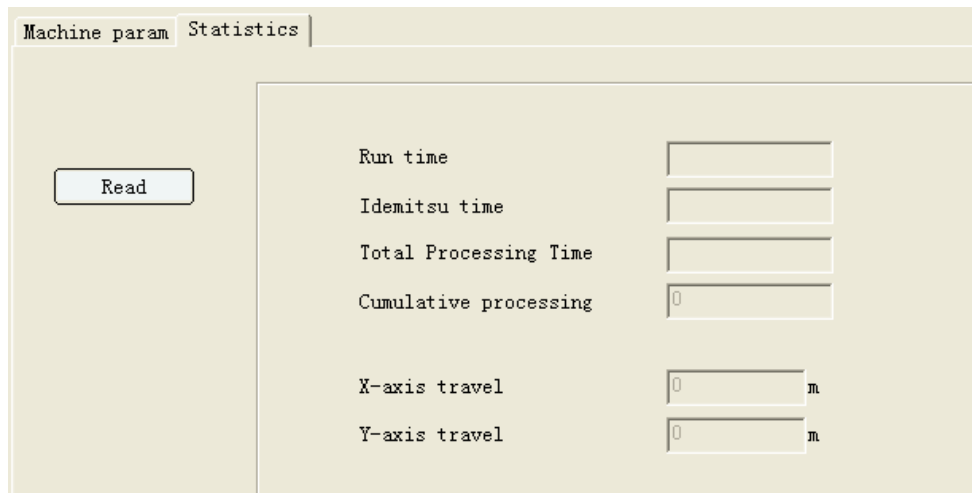 Machine param Statistics
Read
Run time
Idemitsu time
Total Processing Time
Cumulative processing 0
X-axis travel 0 m
Y-axis travel 0 m